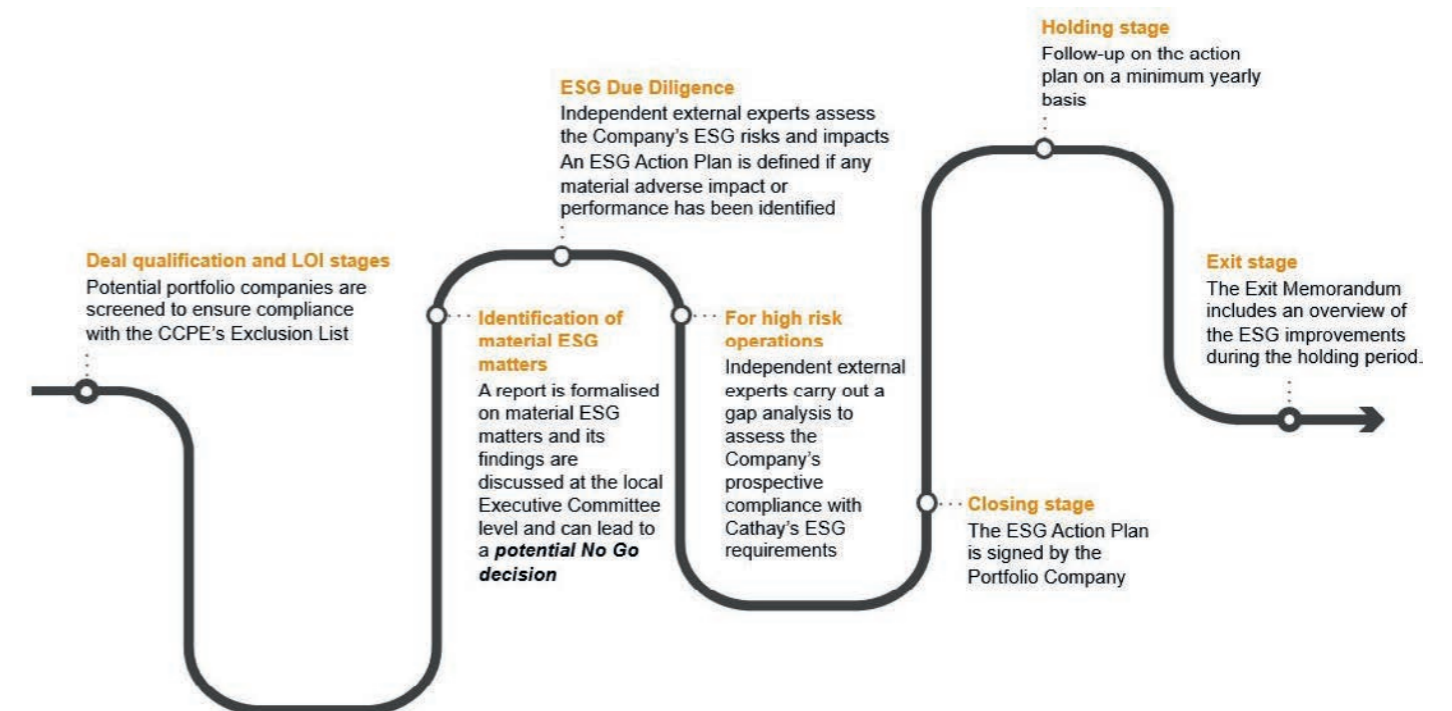 Deal qualification and LOI stages
Potential portfolio companies are
screened to ensure compliance
with the CCPE's Exclusion List
Identification of
material ESG
matters
A report is formalised
on material ESG
matters and its
findings are
discussed at the local
Executive Committee
level and can lead to
a potential No Go
decision
ESG Due Diligence
Independent external experts assess
the Company's ESG risks and impacts
An ESG Action Plan is defined if any
material adverse impact or
performance has been identified
For high risk
operations
Independent external
experts carry out a
gap analysis to
assess the
Company's
prospective
compliance with
Cathay's ESG
requirements
Closing stage
The ESG Action Plan
is signed by the
Portfolio Company
Holding stage
Follow-up on the action
plan on a minimum yearly
basis
Exit stage
The Exit Memorandum
includes an overview of
the ESG improvements
during the holding period.